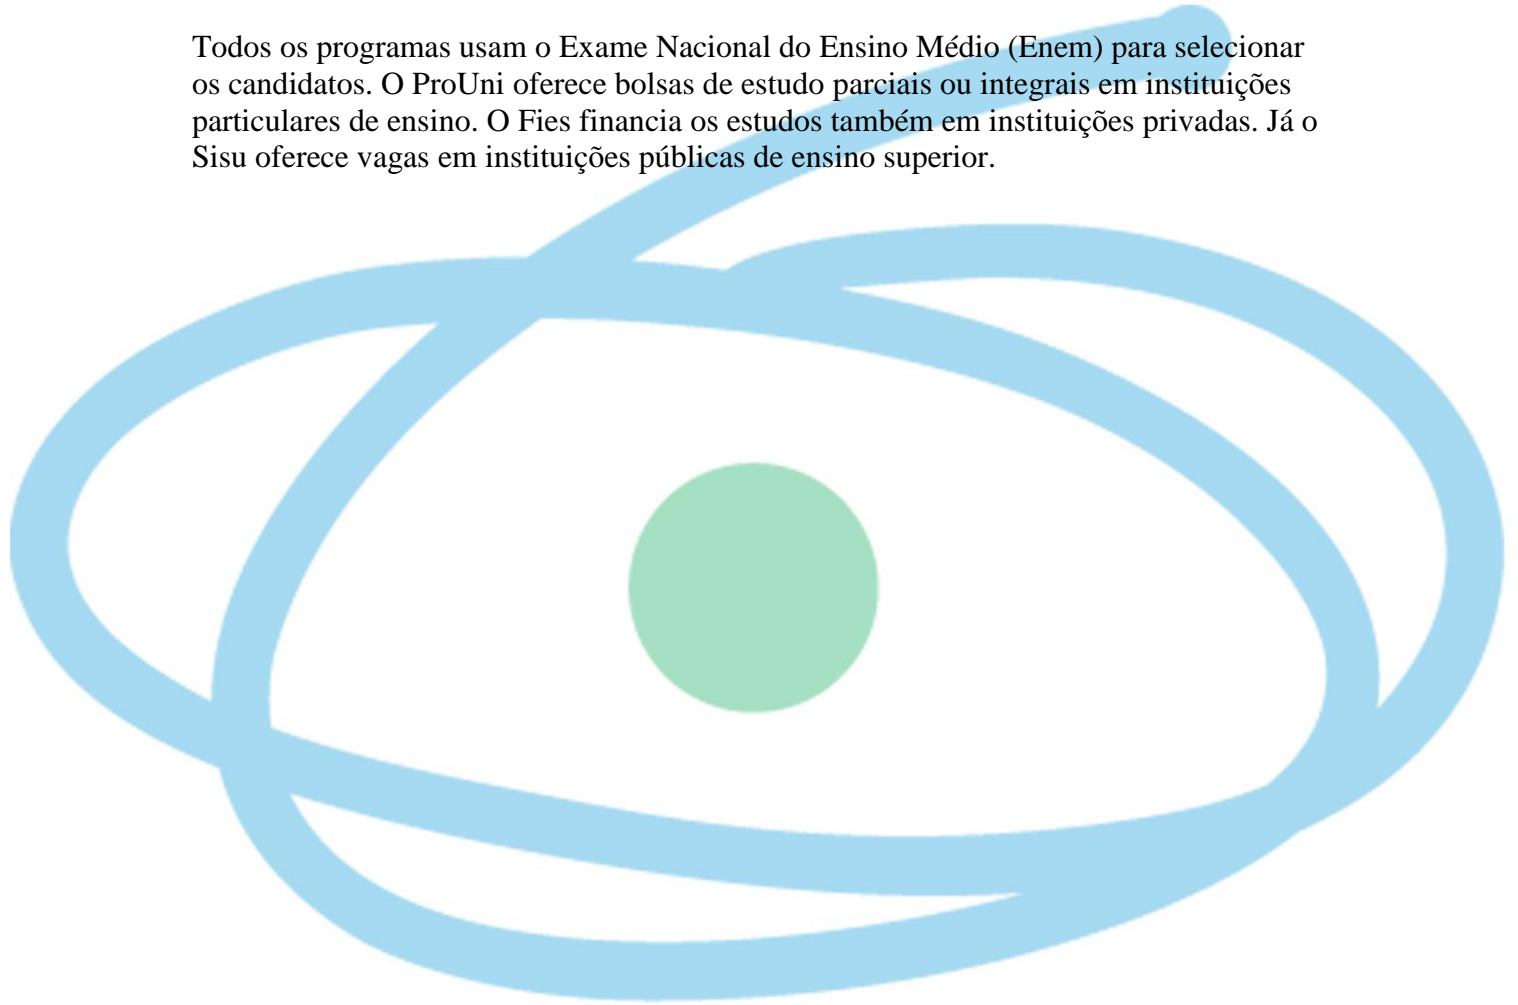 Todos os programas usam o Exame Nacional do Ensino Médio (Enem) para selecionar
os candidatos. O ProUni oferece bolsas de estudo parciais ou integrais em instituições
particulares de ensino. O Fies financia os estudos também em instituições privadas. Já o
Sisu oferece vagas em instituições públicas de ensino superior.